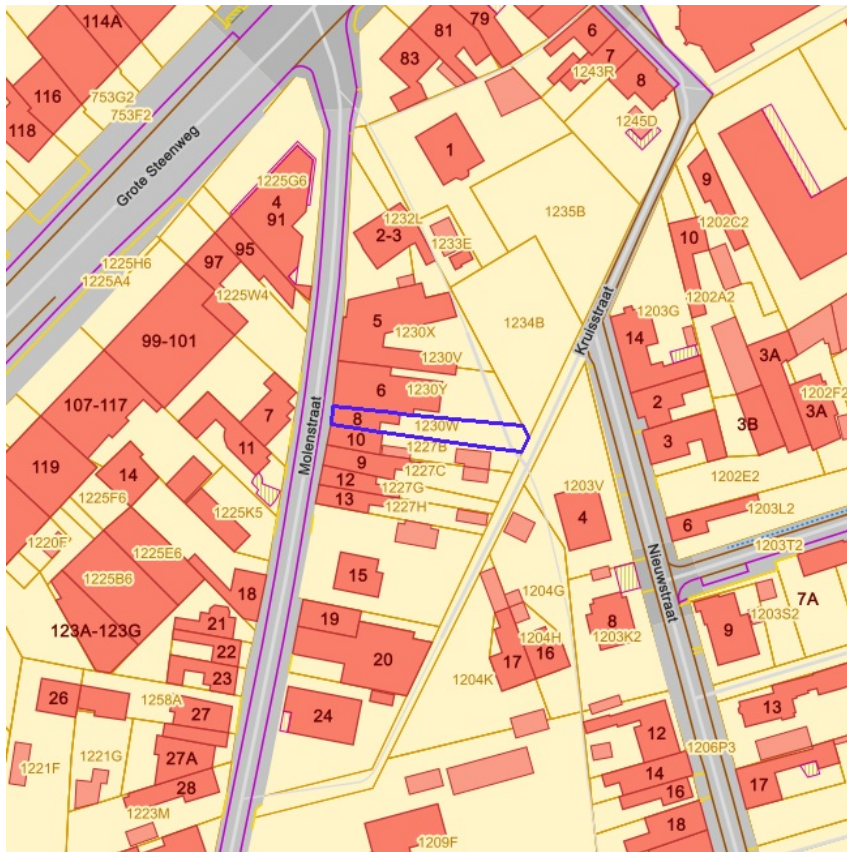 114A
81
79
6
83
7
1243R
116
753G2
8
753F2
118
1245D
1
Grote Steenweg
1225G6
9
4
91
1232L
1235B
1202C2
2-3
1233E
10
95
97
1225H6
1225A4
1202A2
1225W4
Kruisstraat
1203G
5
1234B
99-101
1230X
14
3A
1230V
6
1230Y
2
1202F2
107-117
7
8
1230W
3A
Molenstraat
10
3
3B
11
1227B
119
9
1227C
14
12
1227G
1202E2
1225F6
13
1227H
1203V
1225K5
1203L2
4
6
1220F
1225E6
1203T2
15
Nieuwstraat
1225B6
1204G
18
7A
19
8
1203S2
21
9
123A-123G
1204H
1203K2
22
20
17
16
23
1204K
26
1258A
24
13
27
12
1206P3
27A
1221G
1221F
14
28
17
16
1223M
18
1209F